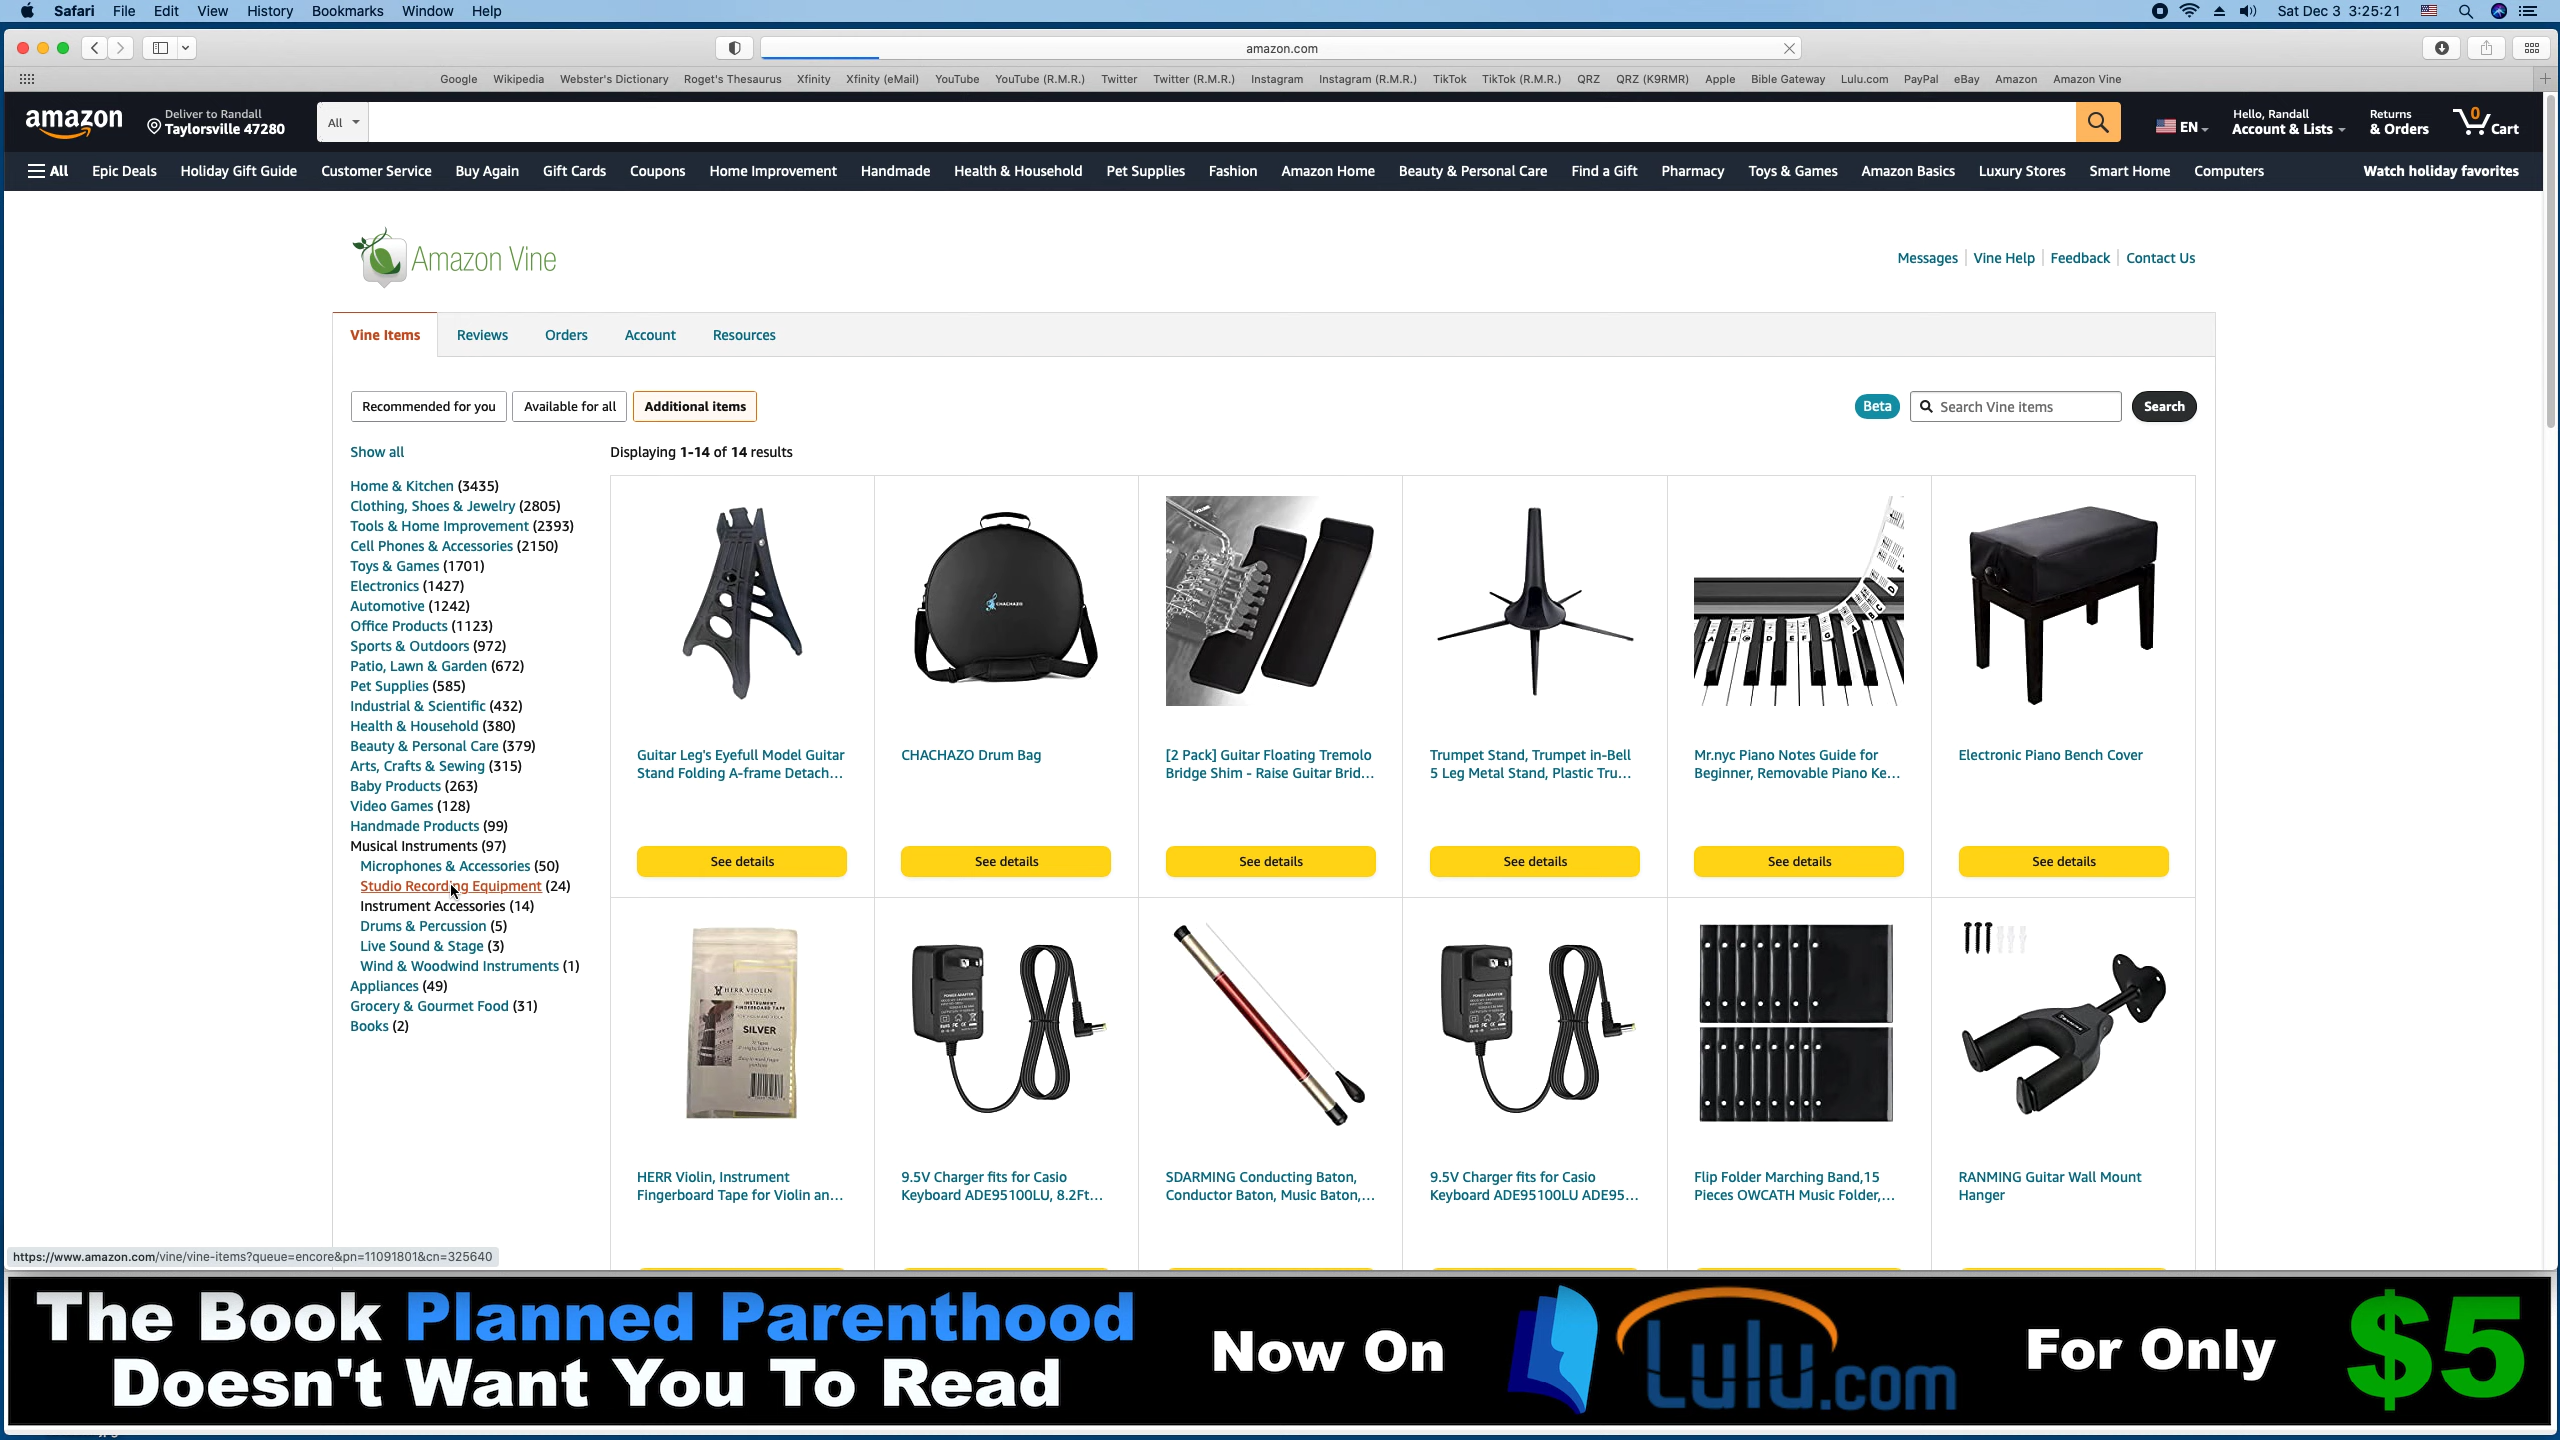 Safari File Edit View History Bookmarks Window Help Sat Dec 3 3:25:21
amazon.com
Google Wikipedia Webster's Dictionary Roget's Thesaurus Xfinity Xfinity (eMail) YouTube YouTube (R.M.R.) Twitter Twitter (R.M.R.) Instagram Instagram (R.M.R.) TikTok TikTok (R.M.R.) QRZ QRZ (K9RMR) Apple Bible Gateway Lulu.com PayPal eBay Amazon Amazon Vine
amazon Deliver to Randall Taylorsville 47280 All EN Hello, Randall Account & Lists Returns & Orders 0 Cart
All Epic Deals Holiday Gift Guide Customer Service Buy Again Gift Cards Coupons Home Improvement Handmade Health & Household Pet Supplies Fashion Amazon Home Beauty & Personal Care Find a Gift Pharmacy Toys & Games Amazon Basics Luxury Stores Smart Home Computers Watch holiday favorites
Amazon Vine
Messages Vine Help Feedback Contact Us
Vine Items Reviews Orders Account Resources
Recommended for you Available for all Additional items Beta Search Vine items Search
Show all
Displaying 1-14 of 14 results
Home & Kitchen (3435)
Clothing, Shoes & Jewelry (2805)
Tools & Home Improvement (2393)
Cell Phones & Accessories (2150)
Toys & Games (1701)
Electronics (1427)
Automotive (1242)
Office Products (1123)
Sports & Outdoors (972)
Patio, Lawn & Garden (672)
Pet Supplies (585)
Industrial & Scientific (432)
Health & Household (380)
Beauty & Personal Care (379)
Arts, Crafts & Sewing (315)
Baby Products (263)
Video Games (128)
Handmade Products (99)
Musical Instruments (97)
Microphones & Accessories (50)
Studio Recording Equipment (24)
Instrument Accessories (14)
Drums & Percussion (5)
Live Sound & Stage (3)
Wind & Woodwind Instruments (1)
Appliances (49)
Grocery & Gourmet Food (31)
Books (2)
CHACHAZO
Guitar Leg's Eyefull Model Guitar
Stand Folding A-frame Detach...
See details
CHACHAZO Drum Bag
See details
[2 Pack] Guitar Floating Tremolo
Bridge Shim - Raise Guitar Brid...
See details
Trumpet Stand, Trumpet in-Bell
5 Leg Metal Stand, Plastic Tru...
See details
Mr.nyc Piano Notes Guide for
Beginner, Removable Piano Ke...
See details
Electronic Piano Bench Cover
See details
HERR VIOLIN
INSTRUMENT
FINGERBOARD TAPE
SILVER
HERR Violin, Instrument
Fingerboard Tape for Violin an...
9.5V Charger fits for Casio
Keyboard ADE95100LU, 8.2Ft...
SDARMING Conducting Baton,
Conductor Baton, Music Baton,...
9.5V Charger fits for Casio
Keyboard ADE95100LU ADE95...
Flip Folder Marching Band,15
Pieces OWCATH Music Folder,...
RANMING Guitar Wall Mount
Hanger
https://www.amazon.com/vine/vine-items?queue=encore&pn=11091801&cn=325640
The Book Planned Parenthood
Doesn't Want You To Read
Now On
Lulu.com
For Only
$5